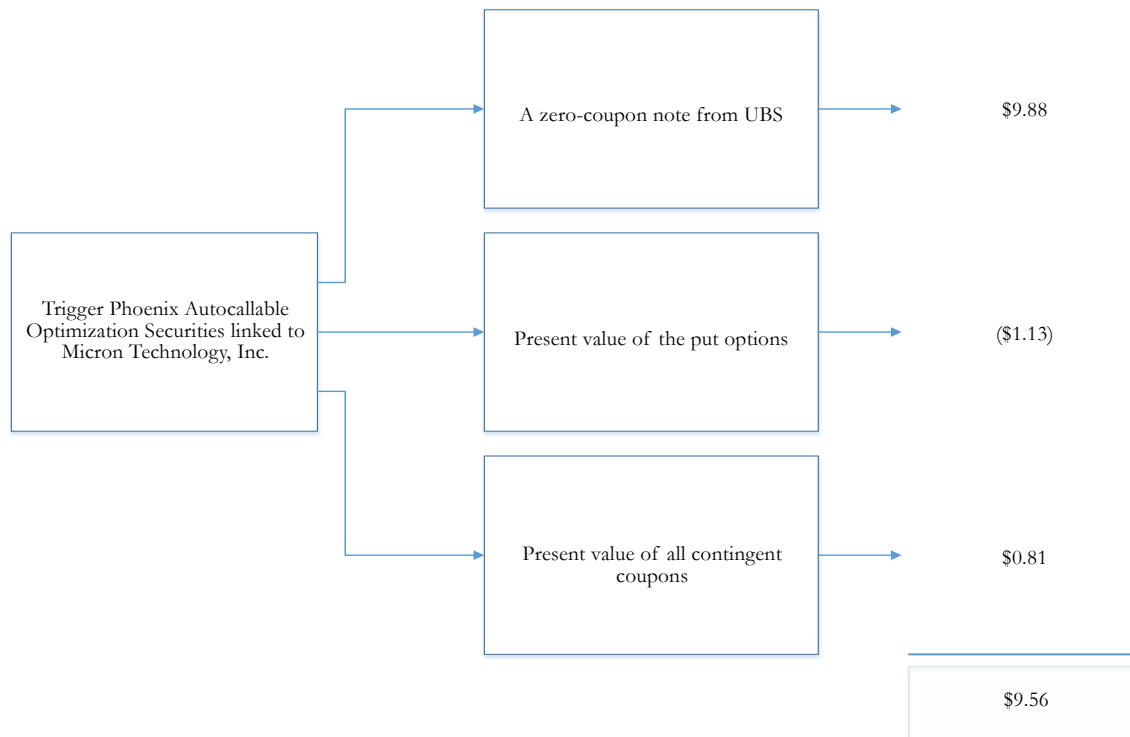 A zero-coupon note from UBS
$9.88
Trigger Phoenix Autocallable
Optimization Securities linked to
Micron Technology, Inc.
Present value of the put options
($1.13)
Present value of all contingent
coupons
$0.81
$9.56